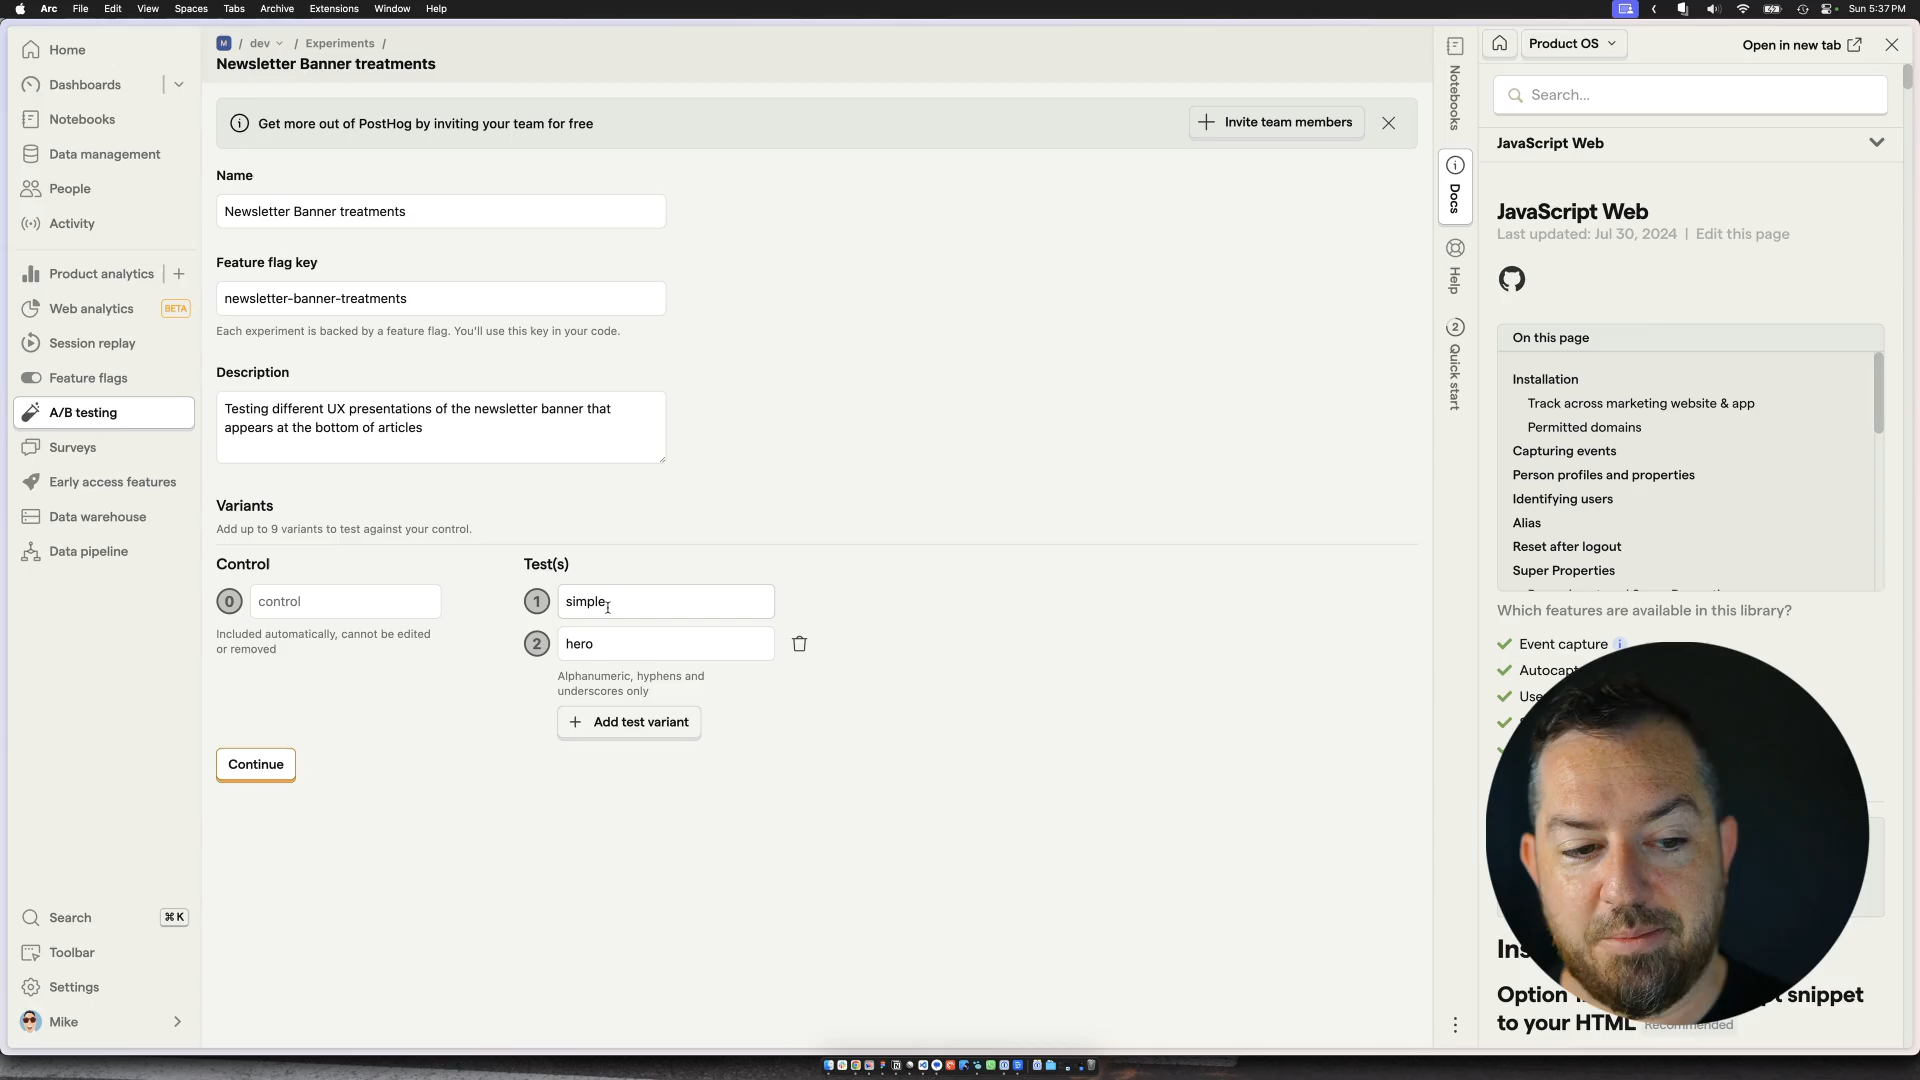 Arc File Edit View Spaces Tabs Archive Extensions Window Help
Sun 5:37 PM
Home
Dashboards
Notebooks
Data management
People
Activity
Product analytics
Web analytics BETA
Session replay
Feature flags
A/B testing
Surveys
Early access features
Data warehouse
Data pipeline
Search ⌘ K
Toolbar
Settings
Mike
M / dev / Experiments /
Newsletter Banner treatments
Get more out of PostHog by inviting your team for free
Invite team members
Name
Newsletter Banner treatments
Feature flag key
newsletter-banner-treatments
Each experiment is backed by a feature flag. You'll use this key in your code.
Description
Testing different UX presentations of the newsletter banner that
appears at the bottom of articles
Variants
Add up to 9 variants to test against your control.
Control
0 control
Included automatically, cannot be edited
or removed
Test(s)
1 simple
2 hero
Alphanumeric, hyphens and
underscores only
+ Add test variant
Continue
Notebooks
Docs
Help
2
Quick start
Product OS
Open in new tab
Search...
JavaScript Web
JavaScript Web
Last updated: Jul 30, 2024 | Edit this page
On this page
Installation
Track across marketing website & app
Permitted domains
Capturing events
Person profiles and properties
Identifying users
Alias
Reset after logout
Super Properties
Which features are available in this library?
Event capture
Autocap
Use
Ins
Option snippet
to your HTML Recommended